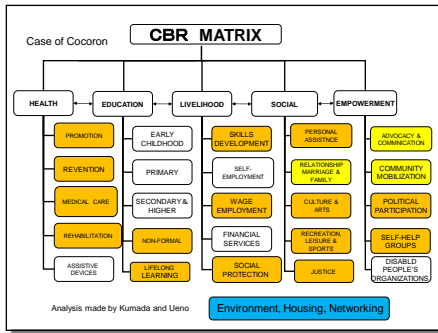 CBR MATRIX
Case of Cocoron
HEALTH
EDUCATION
LIVELIHOOD
SOCIAL
EMPOWERMENT
PROMOTION
REVENTION
MEDICAL CARE
REHABILITATION
ASSISTIVE
DEVICES
EARLY
CHILDHOOD
PRIMARY
SECONDARY &
HIGHER
NON-FORMAL
LIFELONG
LEARNING
SKILLS
DEVELOPMENT
SELF-
EMPLOYMENT
WAGE
EMPLOYMENT
FINANCIAL
SERVICES
SOCIAL
PROTECTION
PERSONAL
ASSISTNCE
RELATIONSHIP
MARRIAGE &
FAMILY
CULTURE &
ARTS
RECREATION,
LEISURE &
SPORTS
JUSTICE
ADVOCACY &
COMMNICATION
COMMUNITY
MOBILIZATION
POLITICAL
PARTICIPATION
SELF-HELP
GROUPS
DISABLD
PEOPLE'S
ORGANIZATIONS
Analysis made by Kumada and Ueno
Environment, Housing, Networking